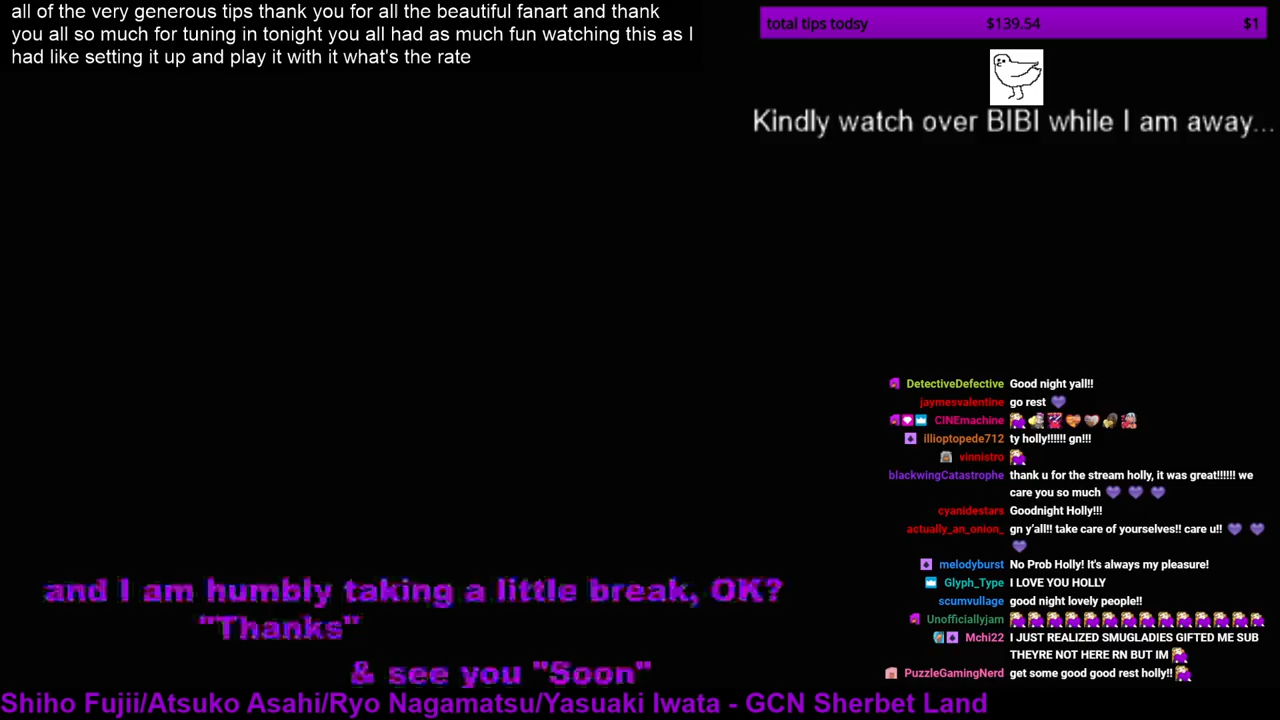 all of the very generous tips thank you for all the beautiful fanart and thank
you all so much for tuning in tonight you all had as much fun watching this as I
had like setting it up and play it with it what's the rate
total tips todsy $139.54 $1
Kindly watch over BIBI while I am away...
DetectiveDefective Good night yall!!
jaymesvalentine go rest
CINEmachine
illioptopede712 ty holly!!!!!! gn!!!
vinnistro
blackwingCatastrophe thank u for the stream holly, it was great!!!!!! we
care you so much
cyanidestars Goodnight Holly!!!
actually_an_onion_ gn y'all!! take care of yourselves!! care u!!
melodyburst No Prob Holly! It's always my pleasure!
Glyph_Type I LOVE YOU HOLLY
scumvullage good night lovely people!!
Unofficiallyjam
Mchi22 I JUST REALIZED SMUGLADIES GIFTED ME SUB
THEYRE NOT HERE RN BUT IM
PuzzleGamingNerd get some good good rest holly!!
and I am humbly taking a little break, OK?
"Thanks"
& see you "Soon"
Shiho Fujii/Atsuko Asahi/Ryo Nagamatsu/Yasuaki Iwata - GCN Sherbet Land